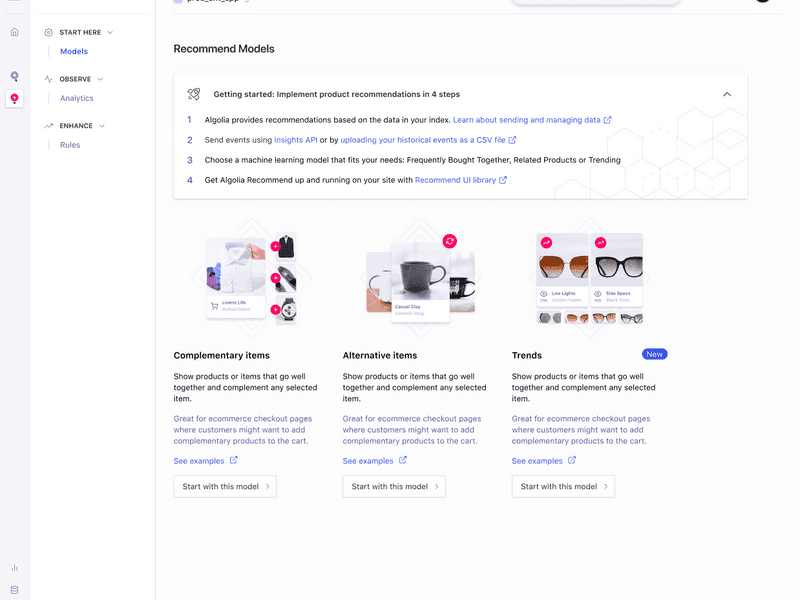 START HERE
Models
OBSERVE
Analytics
ENHANCE
Rules
Recommend Models
Getting started: Implement product recommendations in 4 steps
1 Algolia provides recommendations based on the data in your index. Learn about sending and managing data
2 Send events using Insights API or by uploading your historical events as a CSV file
3 Choose a machine learning model that fits your needs: Frequently Bought Together, Related Products or Trending
4 Get Algolia Recommend up and running on your site with Recommend UI library
Linens Life
Button Down
Casual Clay
Ceramic Mug
Live Lights
Golden Fades
Side Specs
Black Outs
Complementary items
Show products or items that go well
together and complement any selected
item.
Great for ecommerce checkout pages
where customers might want to add
complementary products to the cart.
See examples
Start with this model
Alternative items
Show products or items that go well
together and complement any selected
item.
Great for ecommerce checkout pages
where customers might want to add
complementary products to the cart.
See examples
Start with this model
Trends
New
Show products or items that go well
together and complement any selected
item.
Great for ecommerce checkout pages
where customers might want to add
complementary products to the cart.
See examples
Start with this model